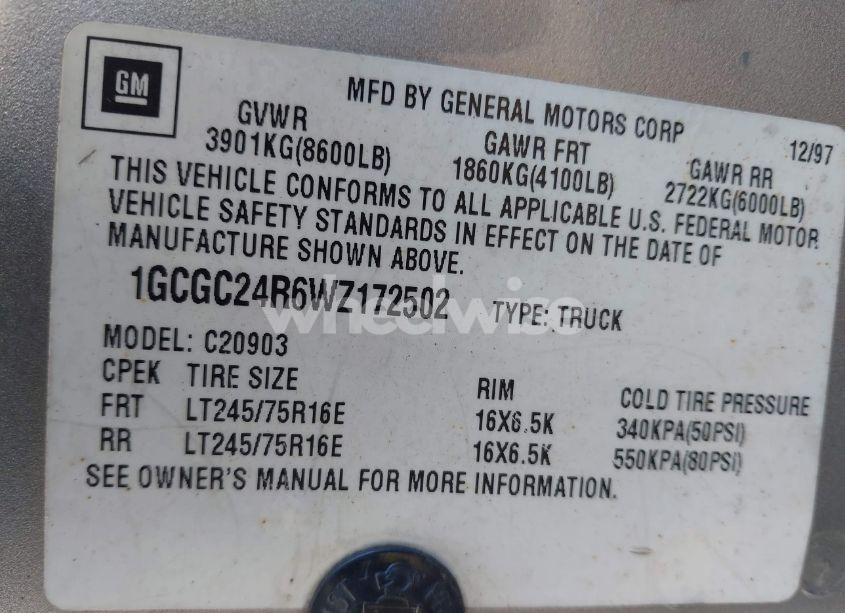 GM
MFD BY GENERAL MOTORS CORP
12/97
GVWR GAWR FRT GAWR RR
3901KG(8600LB) 1860KG(4100LB) 2722KG(6000LB)
THIS VEHICLE CONFORMS TO ALL APPLICABLE U.S. FEDERAL MOTOR
VEHICLE SAFETY STANDARDS IN EFFECT ON THE DATE OF
MANUFACTURE SHOWN ABOVE.
1GCGC24R6WZ172502 TYPE: TRUCK
wheelwise
MODEL: C20903
CPEK TIRE SIZE RIM COLD TIRE PRESSURE
FRT LT245/75R16E 16X6.5K 340KPA(50PSI)
RR LT245/75R16E 16X6.5K 550KPA(80PSI)
SEE OWNER'S MANUAL FOR MORE INFORMATION.